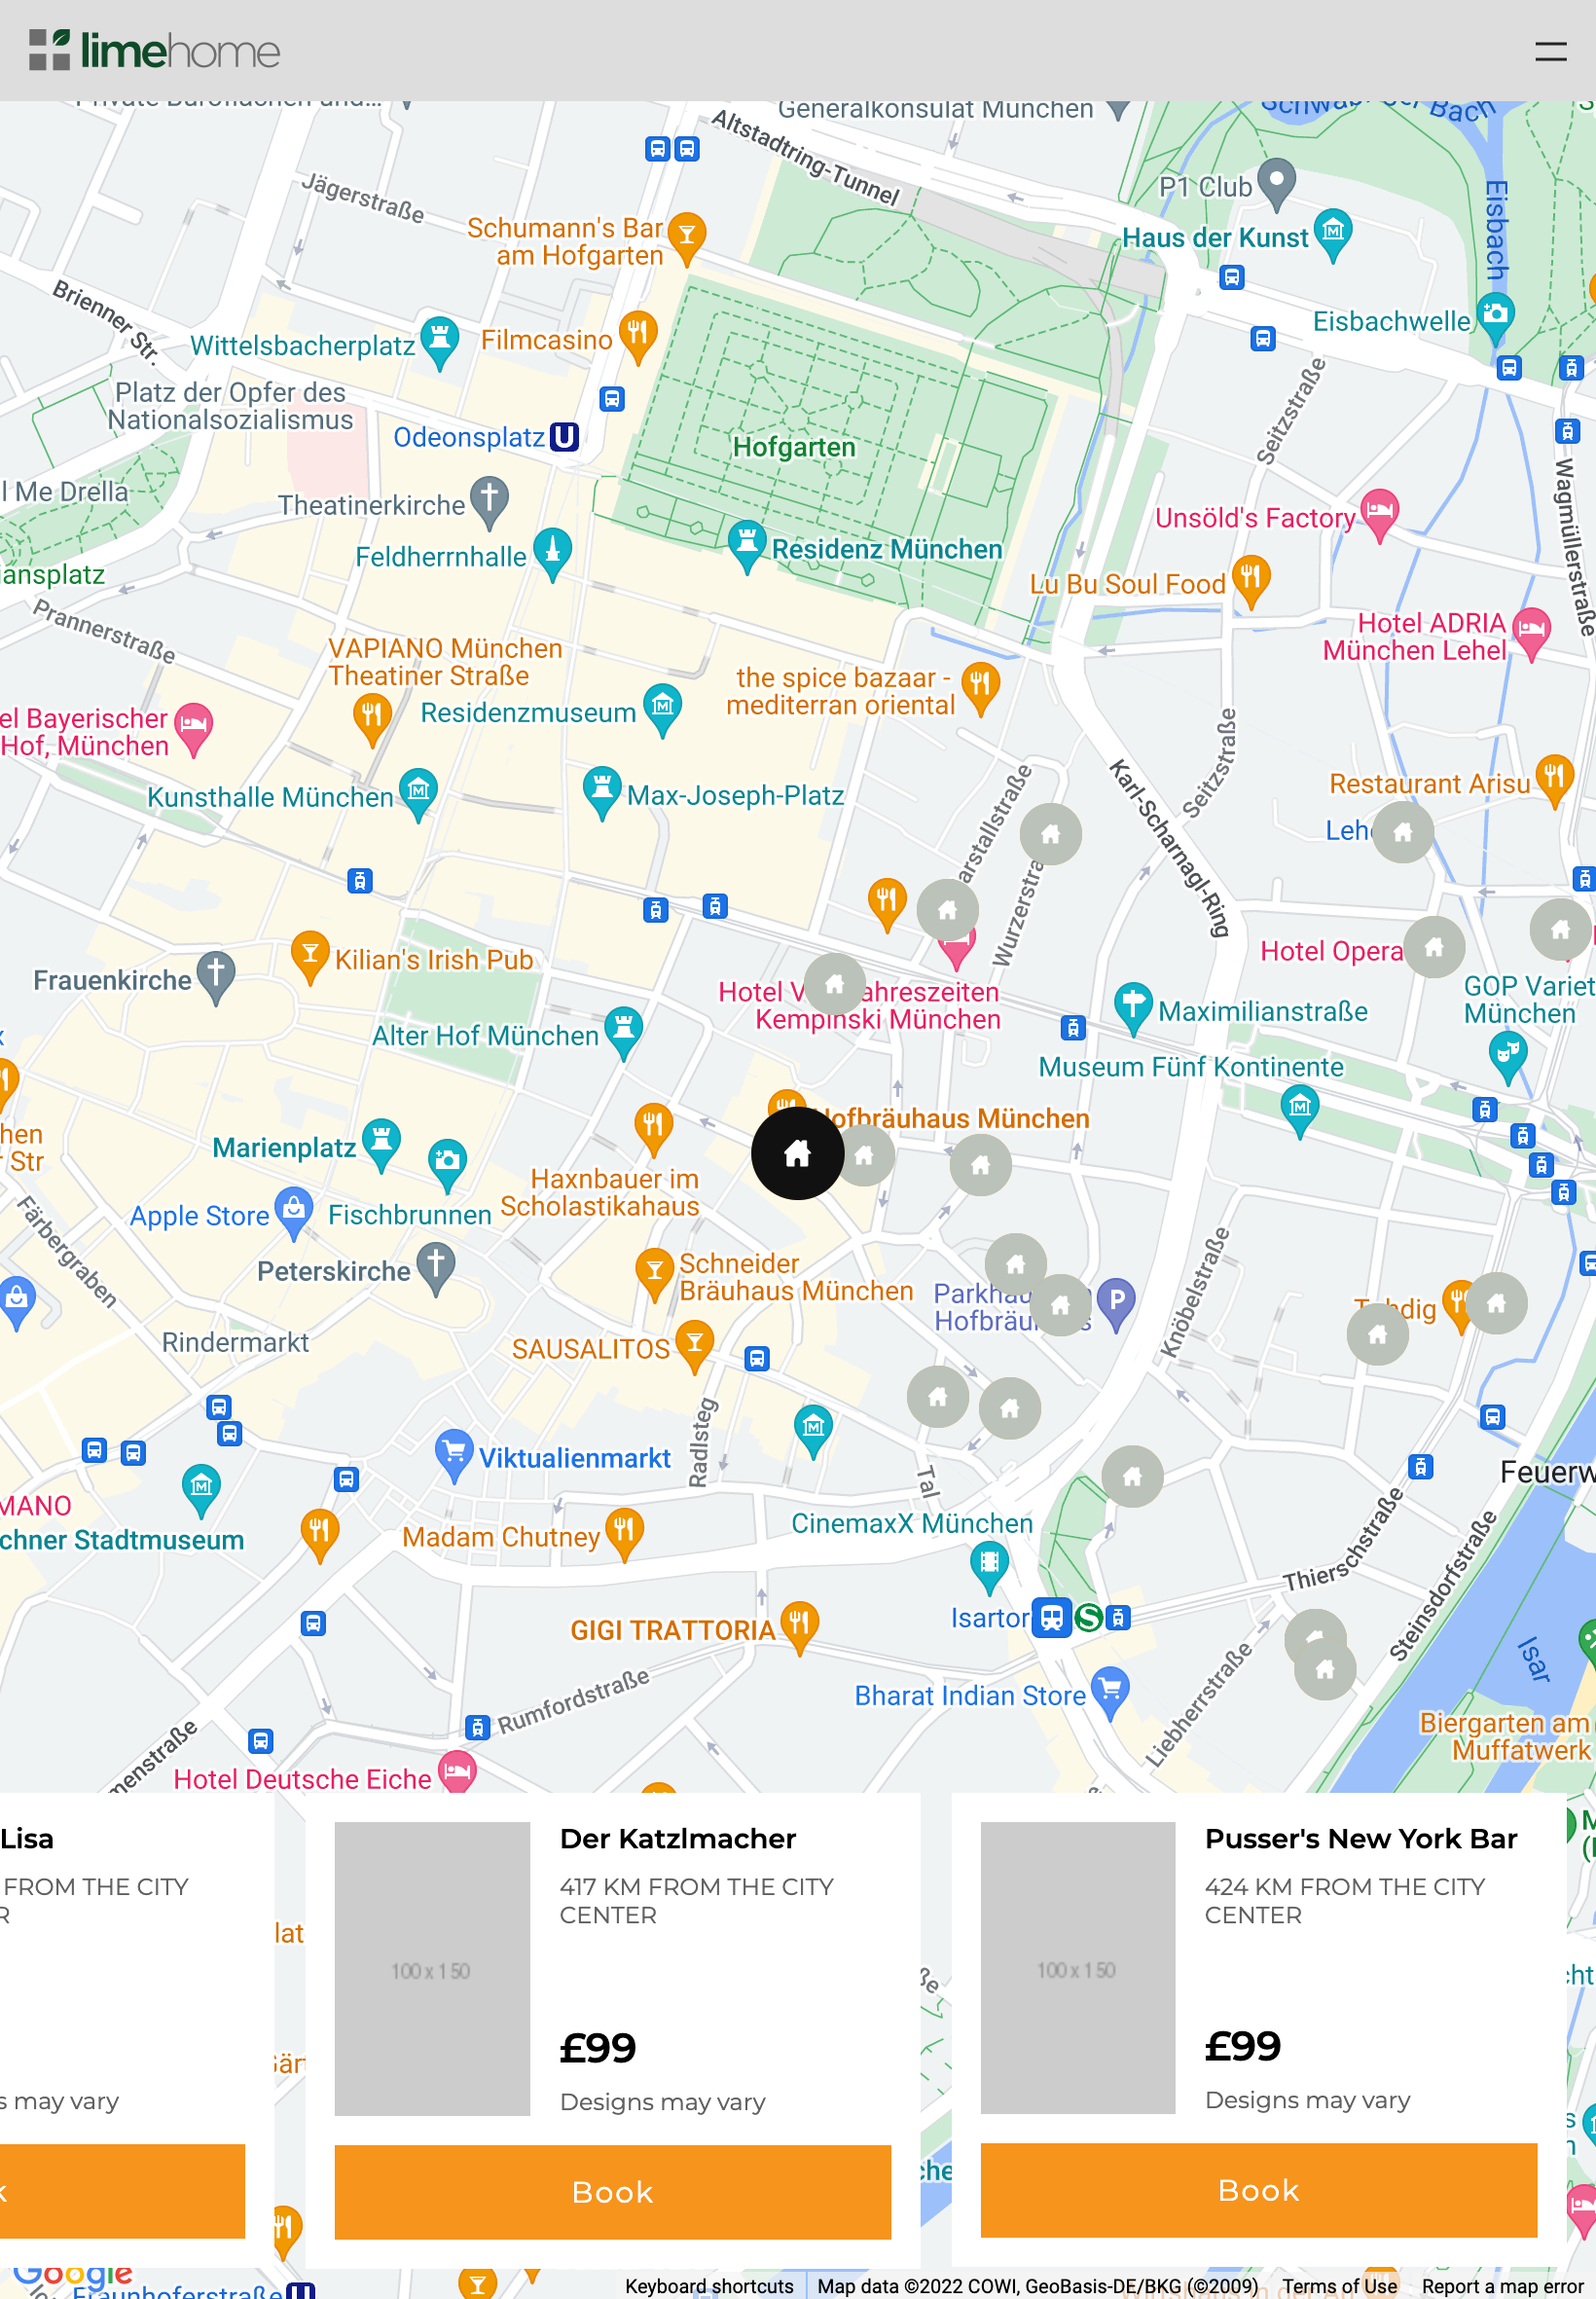 limehome
Generalkonsulat München
Altstadtring-Tunnel
Jägerstraße
P1 Club
Schumann's Bar
am Hofgarten
Haus der Kunst
Eisbach
Brienner Str.
Wittelsbacherplatz
Filmcasino
Eisbachwelle
Platz der Opfer des
Nationalsozialismus
Seitzstraße
Odeonsplatz U
Hofgarten
l Me Drella
Theatinerkirche
Wagmüllerstraße
Unsöld's Factory
Feldherrnhalle
Residenz München
iansplatz
Lu Bu Soul Food
Prannerstraße
Hotel ADRIA
München Lehel
VAPIANO München
Theatiner Straße
the spice bazaar -
mediterran oriental
el Bayerischer
Hof, München
Residenzmuseum
Seitzstraße
Karl-Scharnagl-Ring
Kunsthalle München
Max-Joseph-Platz
Restaurant Arisu
arstallstraße
Wurzerstra
Kilian's Irish Pub
Frauenkirche
Hotel Opera
Hotel V ahreszeiten
Kempinski München
GOP Variet
München
Maximilianstraße
Alter Hof München
Museum Fünf Kontinente
Hofbräuhaus München
hen
r Str
Marienplatz
Haxnbauer im
Scholastikahaus
Apple Store
Fischbrunnen
Färbergraben
Peterskirche
Schneider
Bräuhaus München
Knöbelstraße
P
Rindermarkt
SAUSALITOS
Radlsteg
Viktualienmarkt
Tal
Feuerw
MANO
chner Stadtmuseum
Madam Chutney
CinemaxX München
Thierschstraße
Steinsdorfstraße
Isartor S
GIGI TRATTORIA
Isar
Liebherrstraße
Rumfordstraße
Bharat Indian Store
Biergarten am
Muffatwerk
menstraße
Hotel Deutsche Eiche
Lisa
FROM THE CITY
R
s may vary
k
Der Katzlmacher
417 KM FROM THE CITY
CENTER
100 x 150
£99
Designs may vary
Book
Pusser's New York Bar
424 KM FROM THE CITY
CENTER
100 x 150
£99
Designs may vary
Book
Google
Fraunhoferstraße U
Keyboard shortcuts
Map data ©2022 COWI, GeoBasis-DE/BKG (©2009)
Terms of Use
Report a map error